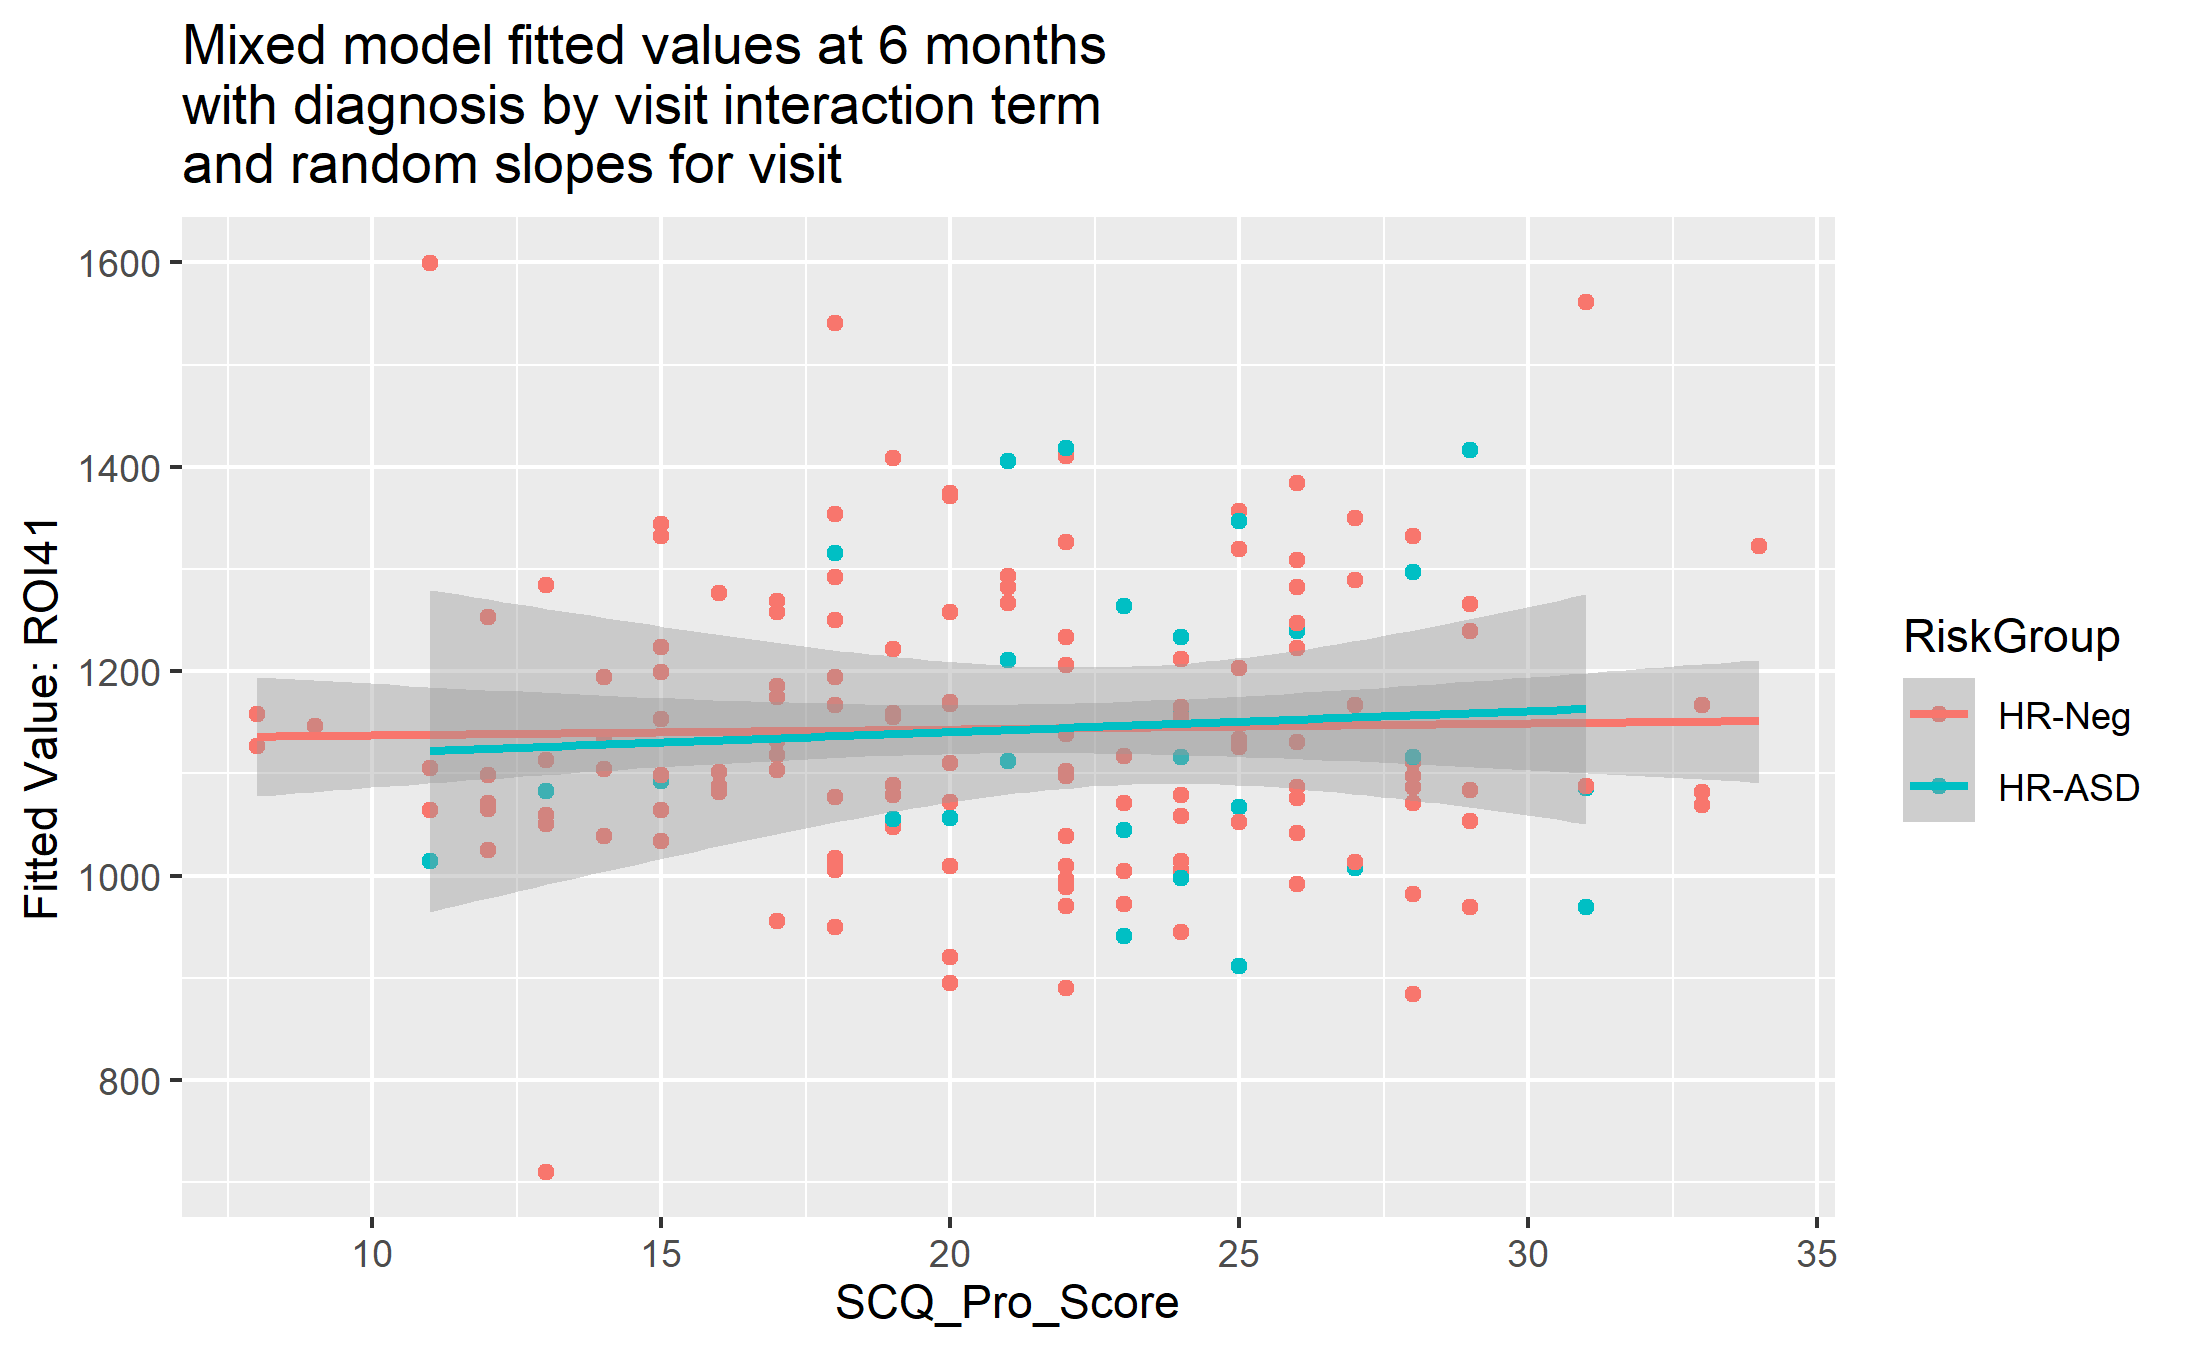 Mixed model fitted values at 6 months
with diagnosis by visit interaction term
and random slopes for visit
1600
1400
1200
1000
800
Fitted Value: ROI41
10 15 20 25 30 35
SCQ_Pro_Score
RiskGroup
HR-Neg
HR-ASD